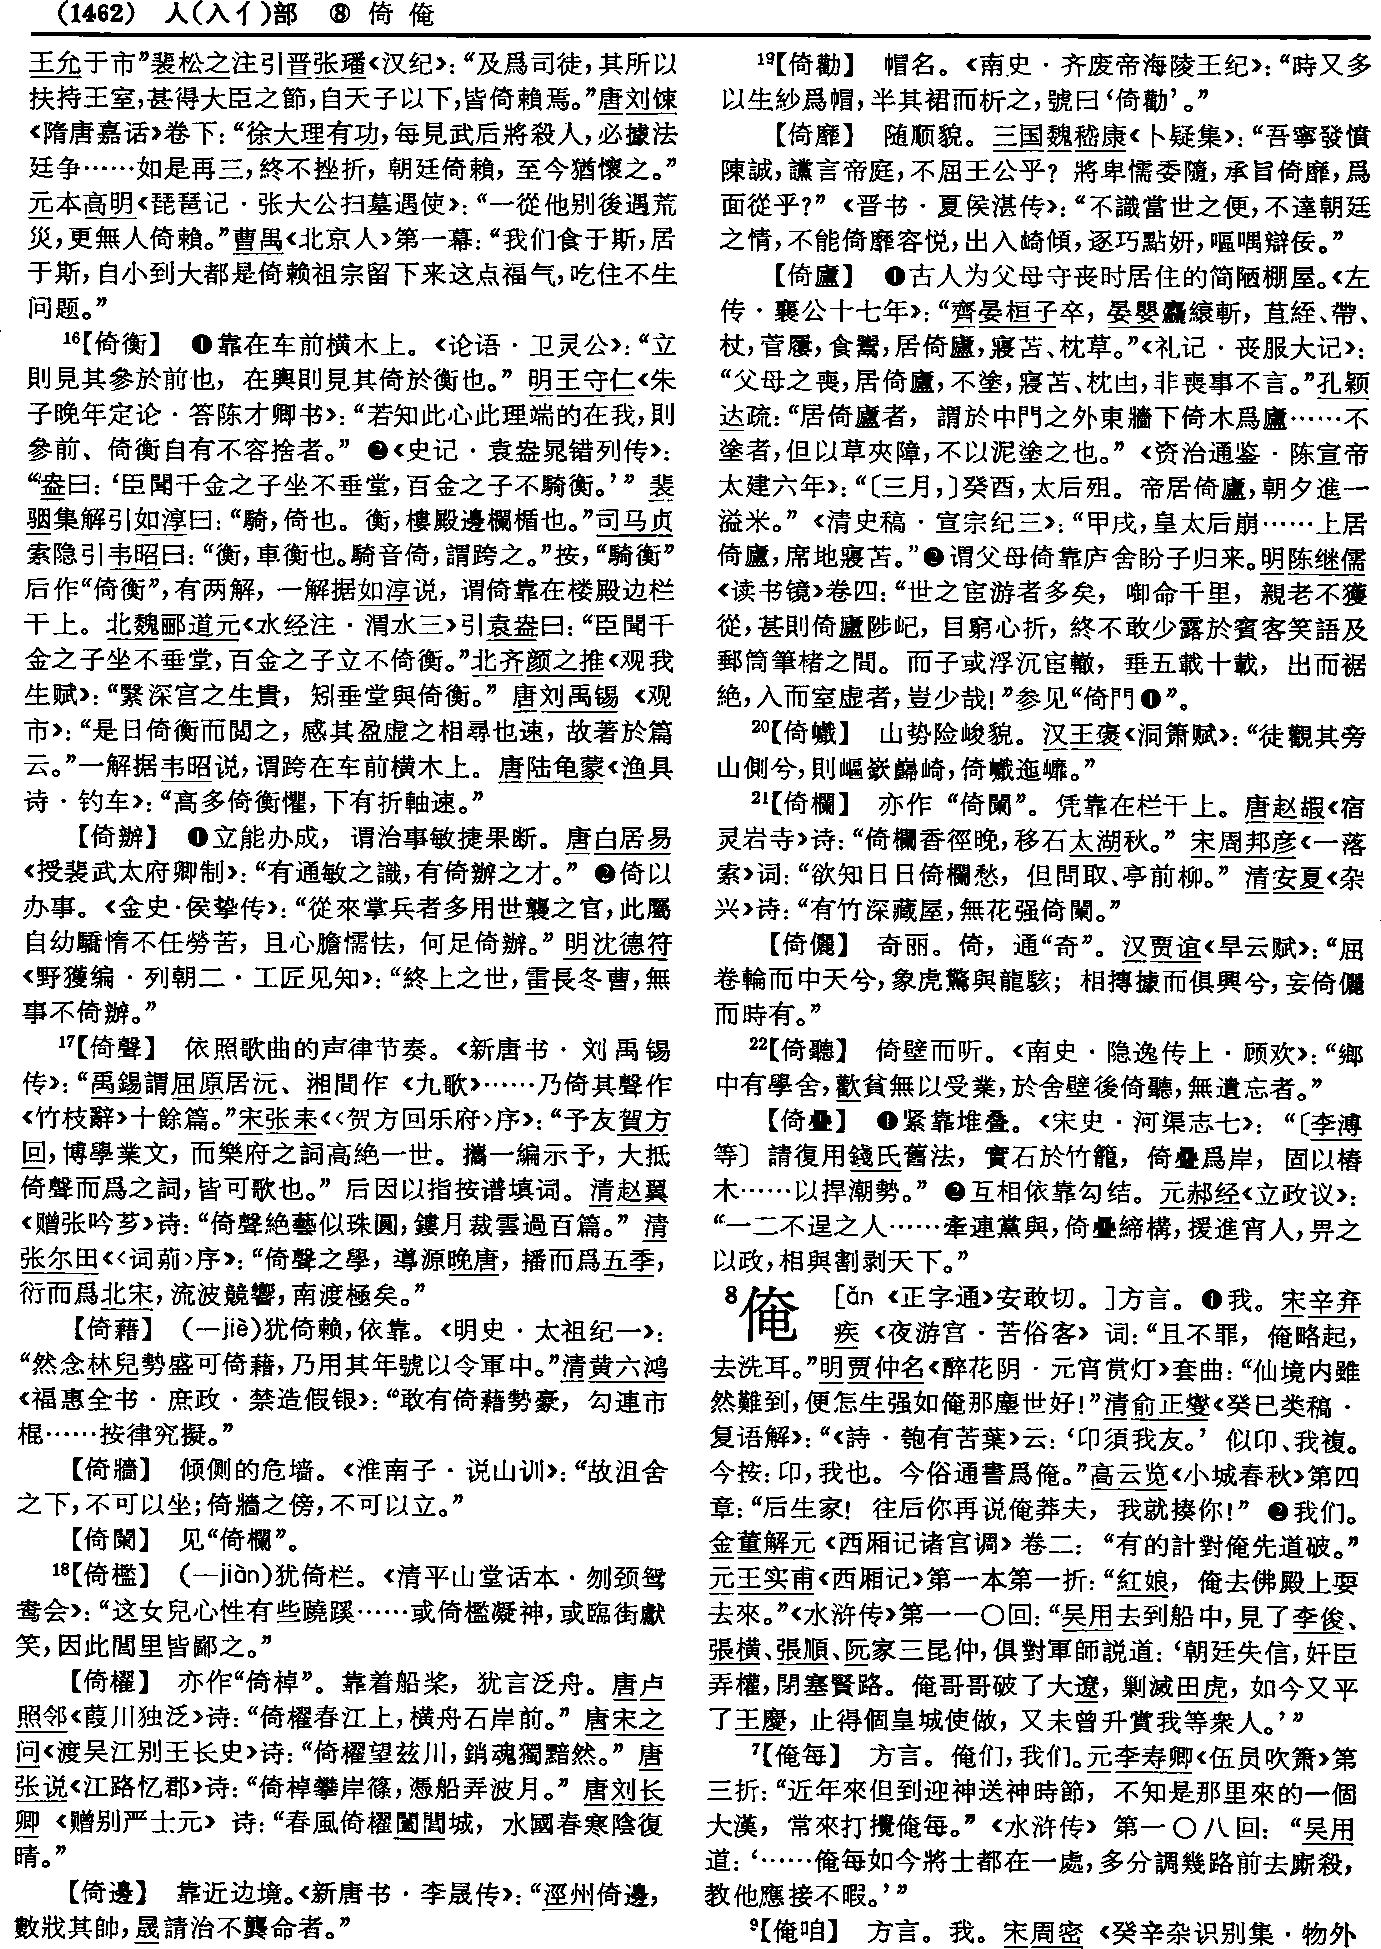 (1462) 人(入亻)部 ⑧ 倚俺
王允于市”裴松之注引晋张璠《汉纪》：“及爲司徒，其所以
扶持王室，甚得大臣之節，自天子以下，皆倚賴焉。”唐刘𫗧
《隋唐嘉话》卷下：“徐大理有功，每見武后將殺人，必據法
廷争……如是再三，終不挫折，朝廷倚賴，至今猶懷之。”
元本高明《琵琶记·张大公扫墓遇使》：“一從他别後遇荒
災，更無人倚賴。”曹禺《北京人》第一幕：“我们食于斯，居
于斯，自小到大都是倚赖祖宗留下来这点福气，吃住不生
问题。”
¹⁶【倚衡】 ❶靠在车前横木上。《论语·卫灵公》：“立
則見其參於前也，在輿則見其倚於衡也。”明王守仁《朱
子晚年定论·答陈才卿书》：“若知此心此理端的在我，則
參前、倚衡自有不容捨者。”❷《史记·袁盎晁错列传》：
“盎曰：‘臣聞千金之子坐不垂堂，百金之子不騎衡。’”裴
骃集解引如淳曰：“騎，倚也。衡，樓殿邊欄楯也。”司马贞
索隐引韦昭曰：“衡，車衡也。騎音倚，謂跨之。”按，“騎衡”
后作“倚衡”，有两解，一解据如淳说，谓倚靠在楼殿边栏
干上。北魏郦道元《水经注·渭水三》引袁盎曰：“臣聞千
金之子坐不垂堂，百金之子立不倚衡。”北齐颜之推《观我
生赋》：“緊深宫之生貴，矧垂堂與倚衡。”唐刘禹锡《观
市》：“是日倚衡而閲之，感其盈虚之相尋也速，故著於篇
云。”一解据韦昭说，谓跨在车前横木上。唐陆龟蒙《渔具
诗·钓车》：“高多倚衡懼，下有折軸速。”
【倚辦】 ❶立能办成，谓治事敏捷果断。唐白居易
《授裴武太府卿制》：“有通敏之識，有倚辦之才。”❷倚以
办事。《金史·侯挚传》：“從來掌兵者多用世襲之官，此屬
自幼驕惰不任勞苦，且心膽懦怯，何足倚辦。”明沈德符
《野獲编·列朝二·工匠见知》：“終上之世，雷長冬曹，無
事不倚辦。”
¹⁷【倚聲】 依照歌曲的声律节奏。《新唐书·刘禹锡
传》：“禹錫謂屈原居沅、湘間作《九歌》……乃倚其聲作
《竹枝辭》十餘篇。”宋张耒《〈贺方回乐府〉序》：“予友賀方
回，博學業文，而樂府之詞高絶一世。攜一编示予，大抵
倚聲而爲之詞，皆可歌也。”后因以指按谱填词。清赵翼
《赠张吟芗》诗：“倚聲絶藝似珠圓，鏤月裁雲過百篇。”清
张尔田《〈词莂〉序》：“倚聲之學，導源晚唐，播而爲五季，
衍而爲北宋，流波競響，南渡極矣。”
【倚藉】 (—jiè)犹倚赖，依靠。《明史·太祖纪一》：
“然念林兒勢盛可倚藉，乃用其年號以令軍中。”清黄六鸿
《福惠全书·庶政·禁造假银》：“敢有倚藉勢豪，勾連市
棍……按律究擬。”
【倚牆】 倾侧的危墙。《淮南子·说山训》：“故沮舍
之下，不可以坐；倚牆之傍，不可以立。”
【倚闌】 见“倚欄”。
¹⁸【倚檻】 (—jiàn)犹倚栏。《清平山堂话本·刎颈鸳
鸯会》：“这女兒心性有些蹺蹊……或倚檻凝神，或臨街獻
笑，因此閭里皆鄙之。”
【倚櫂】 亦作“倚棹”。靠着船桨，犹言泛舟。唐卢
照邻《葭川独泛》诗：“倚櫂春江上，横舟石岸前。”唐宋之
问《渡吴江别王长史》诗：“倚櫂望兹川，銷魂獨黯然。”唐
张说《江路忆郡》诗：“倚棹攀岸篠，憑船弄波月。”唐刘长
卿《赠别严士元》诗：“春風倚櫂闔閭城，水國春寒陰復
晴。”
【倚邊】 靠近边境。《新唐书·李晟传》：“涇州倚邊，
數戕其帥，晟請治不龔命者。”
¹⁹【倚勸】 帽名。《南史·齐废帝海陵王纪》：“時又多
以生紗爲帽，半其裙而析之，號曰‘倚勸’。”
【倚靡】 随顺貌。三国魏嵇康《卜疑集》：“吾寧發憤
陳誠，讜言帝庭，不屈王公乎？將卑懦委隨，承旨倚靡，爲
面從乎？”《晋书·夏侯湛传》：“不識當世之便，不達朝廷
之情，不能倚靡容悦，出入崎傾，逐巧點妍，嘔喁辯佞。”
【倚廬】 ❶古人为父母守丧时居住的简陋棚屋。《左
传·襄公十七年》：“齊晏桓子卒，晏嬰麤縗斬，苴絰、帶、
杖，菅屨，食鬻，居倚廬，寢苫、枕草。”《礼记·丧服大记》：
“父母之喪，居倚廬，不塗，寢苫、枕凷，非喪事不言。”孔颖
达疏：“居倚廬者，謂於中門之外東牆下倚木爲廬……不
塗者，但以草夾障，不以泥塗之也。”《资治通鉴·陈宣帝
太建六年》：“〔三月，〕癸酉，太后殂。帝居倚廬，朝夕進一
溢米。”《清史稿·宣宗纪三》：“甲戌，皇太后崩……上居
倚廬，席地寢苫。”❷谓父母倚靠庐舍盼子归来。明陈继儒
《读书镜》卷四：“世之宦游者多矣，啣命千里，親老不獲
從，甚則倚廬陟屺，目窮心折，終不敢少露於賓客笑語及
郵筒筆楮之間。而子或浮沉宦轍，垂五載十載，出而裾
絶，入而室虚者，豈少哉！”参见“倚門❶”。
²⁰【倚巇】 山势险峻貌。汉王褒《洞箫赋》：“徒觀其旁
山側兮，則嶇嶔巋崎，倚巇迤㠧。”
²¹【倚欄】 亦作“倚闌”。凭靠在栏干上。唐赵嘏《宿
灵岩寺》诗：“倚欄香徑晚，移石太湖秋。”宋周邦彦《一落
索》词：“欲知日日倚欄愁，但問取、亭前柳。”清安夏《杂
兴》诗：“有竹深藏屋，無花强倚闌。”
【倚儷】 奇丽。倚，通“奇”。汉贾谊《旱云赋》：“屈
卷輪而中天兮，象虎驚與龍駭；相摶據而俱興兮，妄倚儷
而時有。”
²²【倚聽】 倚壁而听。《南史·隐逸传上·顾欢》：“鄉
中有學舍，歡貧無以受業，於舍壁後倚聽，無遺忘者。”
【倚疊】 ❶紧靠堆叠。《宋史·河渠志七》：“〔李溥
等〕請復用錢氏舊法，實石於竹籠，倚疊爲岸，固以樁
木……以捍潮勢。”❷互相依靠勾结。元郝经《立政议》：
“一二不逞之人……牽連黨與，倚疊締構，援進宵人，畀之
以政，相與割剥天下。”
⁸俺 [ǎn 《正字通》安敢切。]方言。❶我。宋辛弃
疾《夜游宫·苦俗客》词：“且不罪，俺略起，
去洗耳。”明贾仲名《醉花阴·元宵赏灯》套曲：“仙境内雖
然難到，便怎生强如俺那塵世好！”清俞正燮《癸巳类稿·
复语解》：“《詩·匏有苦葉》云：‘卬須我友。’似卬、我複。
今按：卬，我也。今俗通書爲俺。”高云览《小城春秋》第四
章：“后生家！往后你再说俺莽夫，我就揍你！”❷我们。
金董解元《西厢记诸宫调》卷二：“有的計對俺先道破。”
元王实甫《西厢记》第一本第一折：“紅娘，俺去佛殿上耍
去來。”《水浒传》第一一〇回：“吴用去到船中，見了李俊、
張横、張順、阮家三昆仲，俱對軍師説道：‘朝廷失信，奸臣
弄權，閉塞賢路。俺哥哥破了大遼，剿滅田虎，如今又平
了王慶，止得個皇城使做，又未曾升賞我等衆人。’”
⁷【俺每】 方言。俺们，我们。元李寿卿《伍员吹箫》第
三折：“近年來但到迎神送神時節，不知是那里來的一個
大漢，常來打攪俺每。”《水浒传》第一〇八回：“吴用
道：‘……俺每如今將士都在一處，多分調幾路前去廝殺，
教他應接不暇。’”
⁹【俺咱】 方言。我。宋周密《癸辛杂识别集·物外